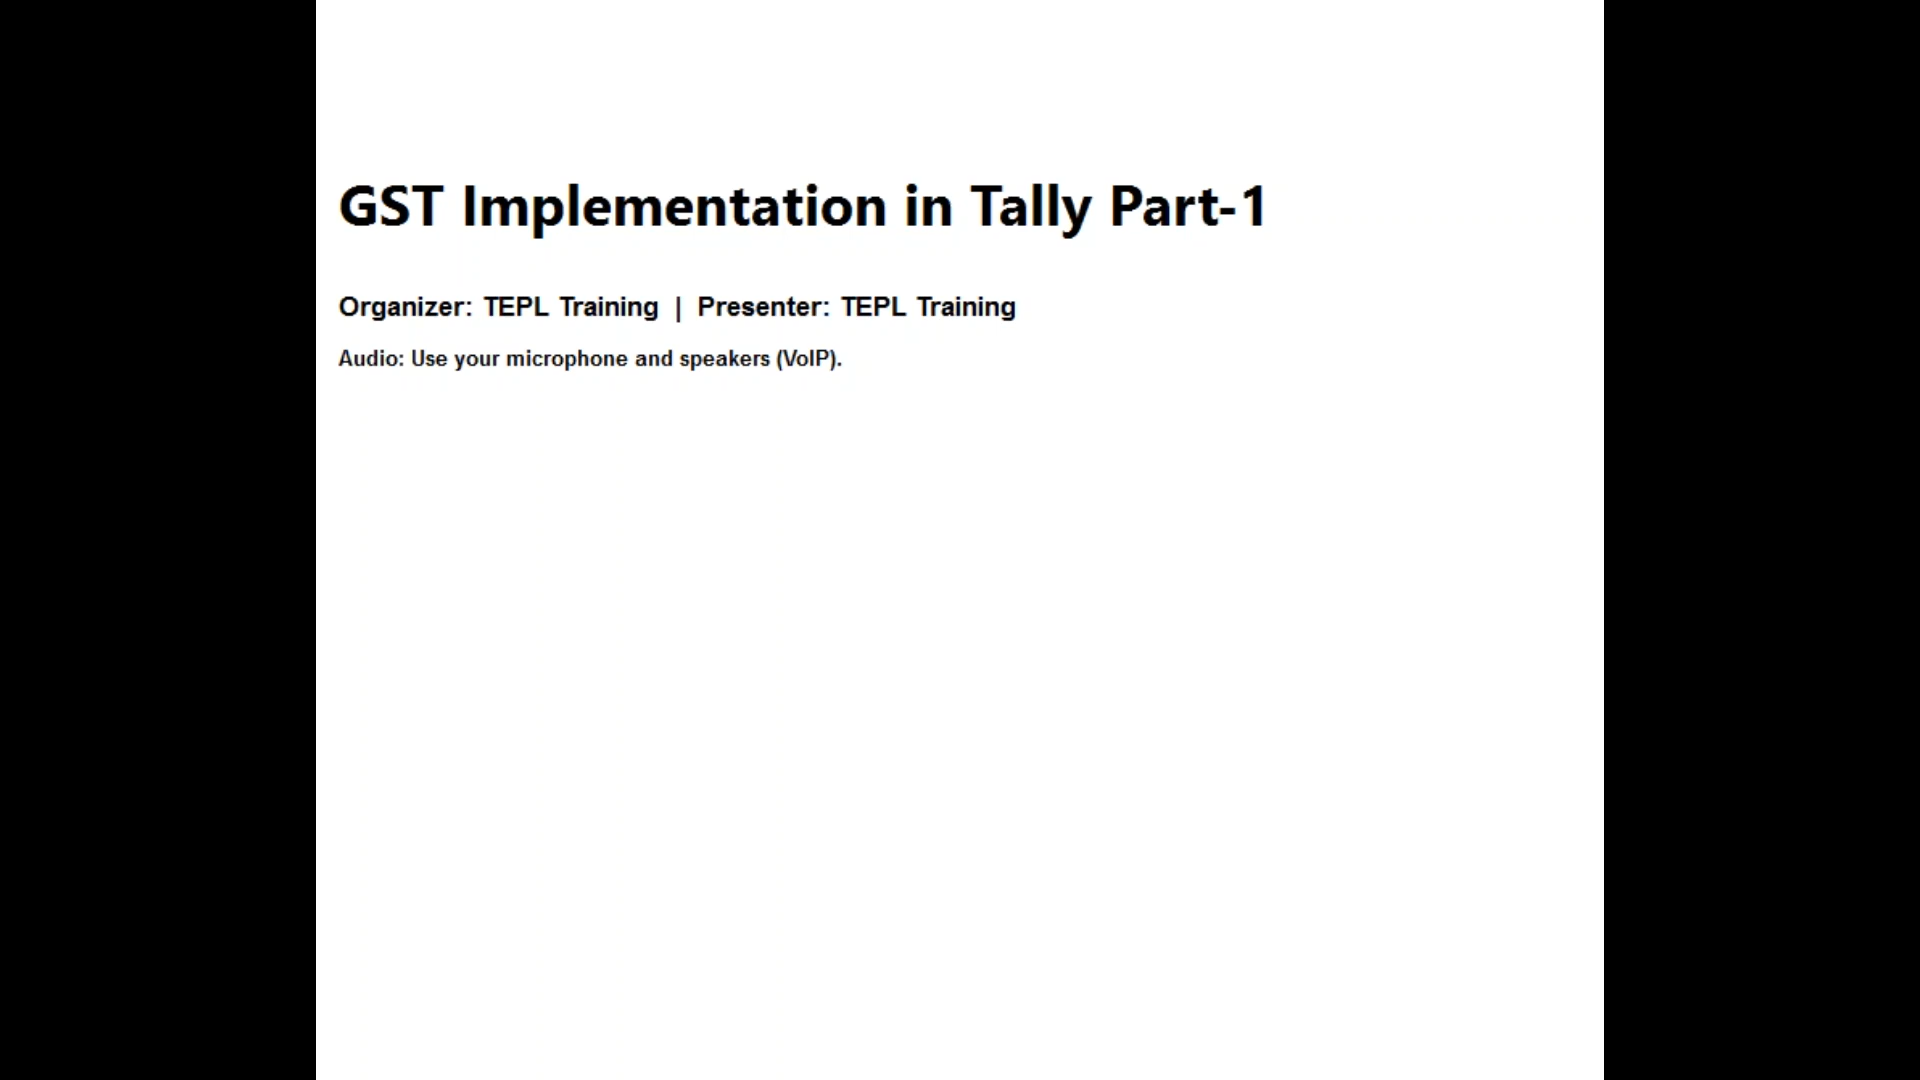 GST Implementation in Tally Part-1
Organizer: TEPL Training | Presenter: TEPL Training
Audio: Use your microphone and speakers (VoIP).